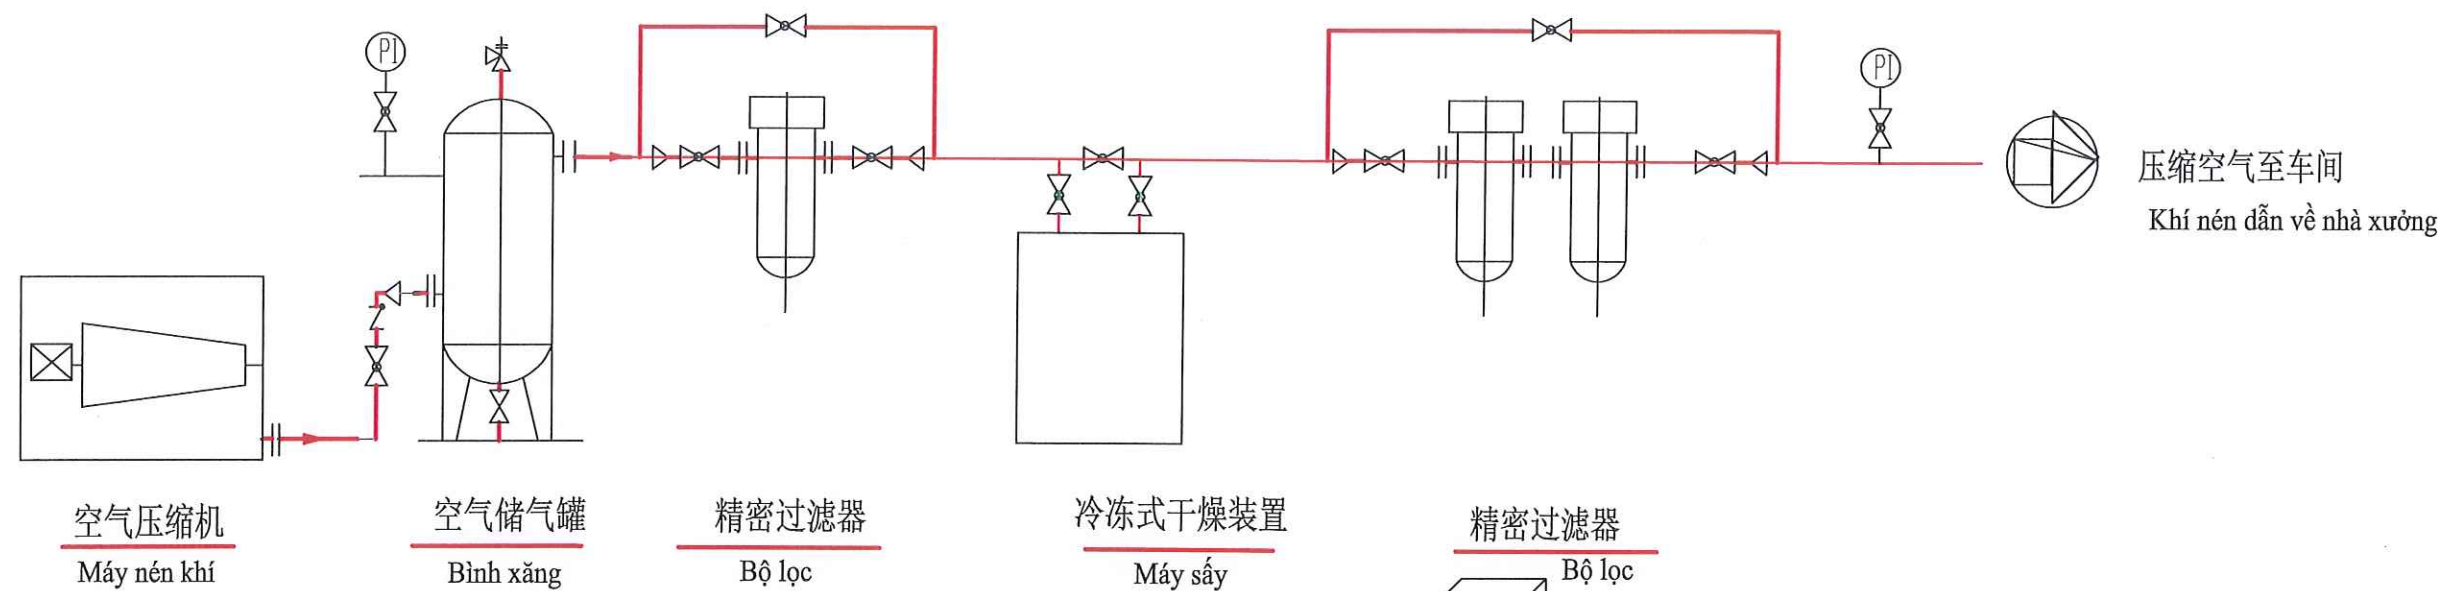 PI
PI
压缩空气至车间
Khí nén dẫn về nhà xưởng
空气压缩机
Máy nén khí
空气储气罐
Bình xăng
精密过滤器
Bộ lọc
冷冻式干燥装置
Máy sấy
精密过滤器
Bộ lọc